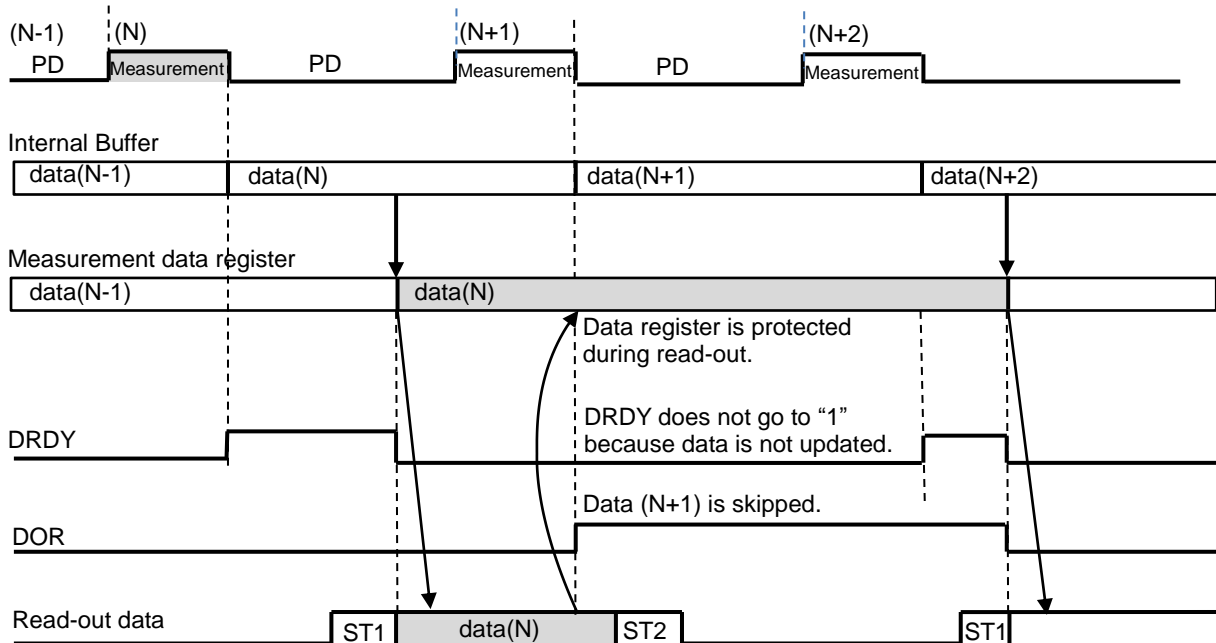 (N-1) (N) (N+1) (N+2)
PD Measurement PD Measurement PD Measurement
Internal Buffer
data(N-1) data(N) data(N+1) data(N+2)
Measurement data register
data(N-1) data(N)
Data register is protected
during read-out.
DRDY does not go to “1”
because data is not updated.
DRDY
Data (N+1) is skipped.
DOR
Read-out data
ST1 data(N) ST2 ST1